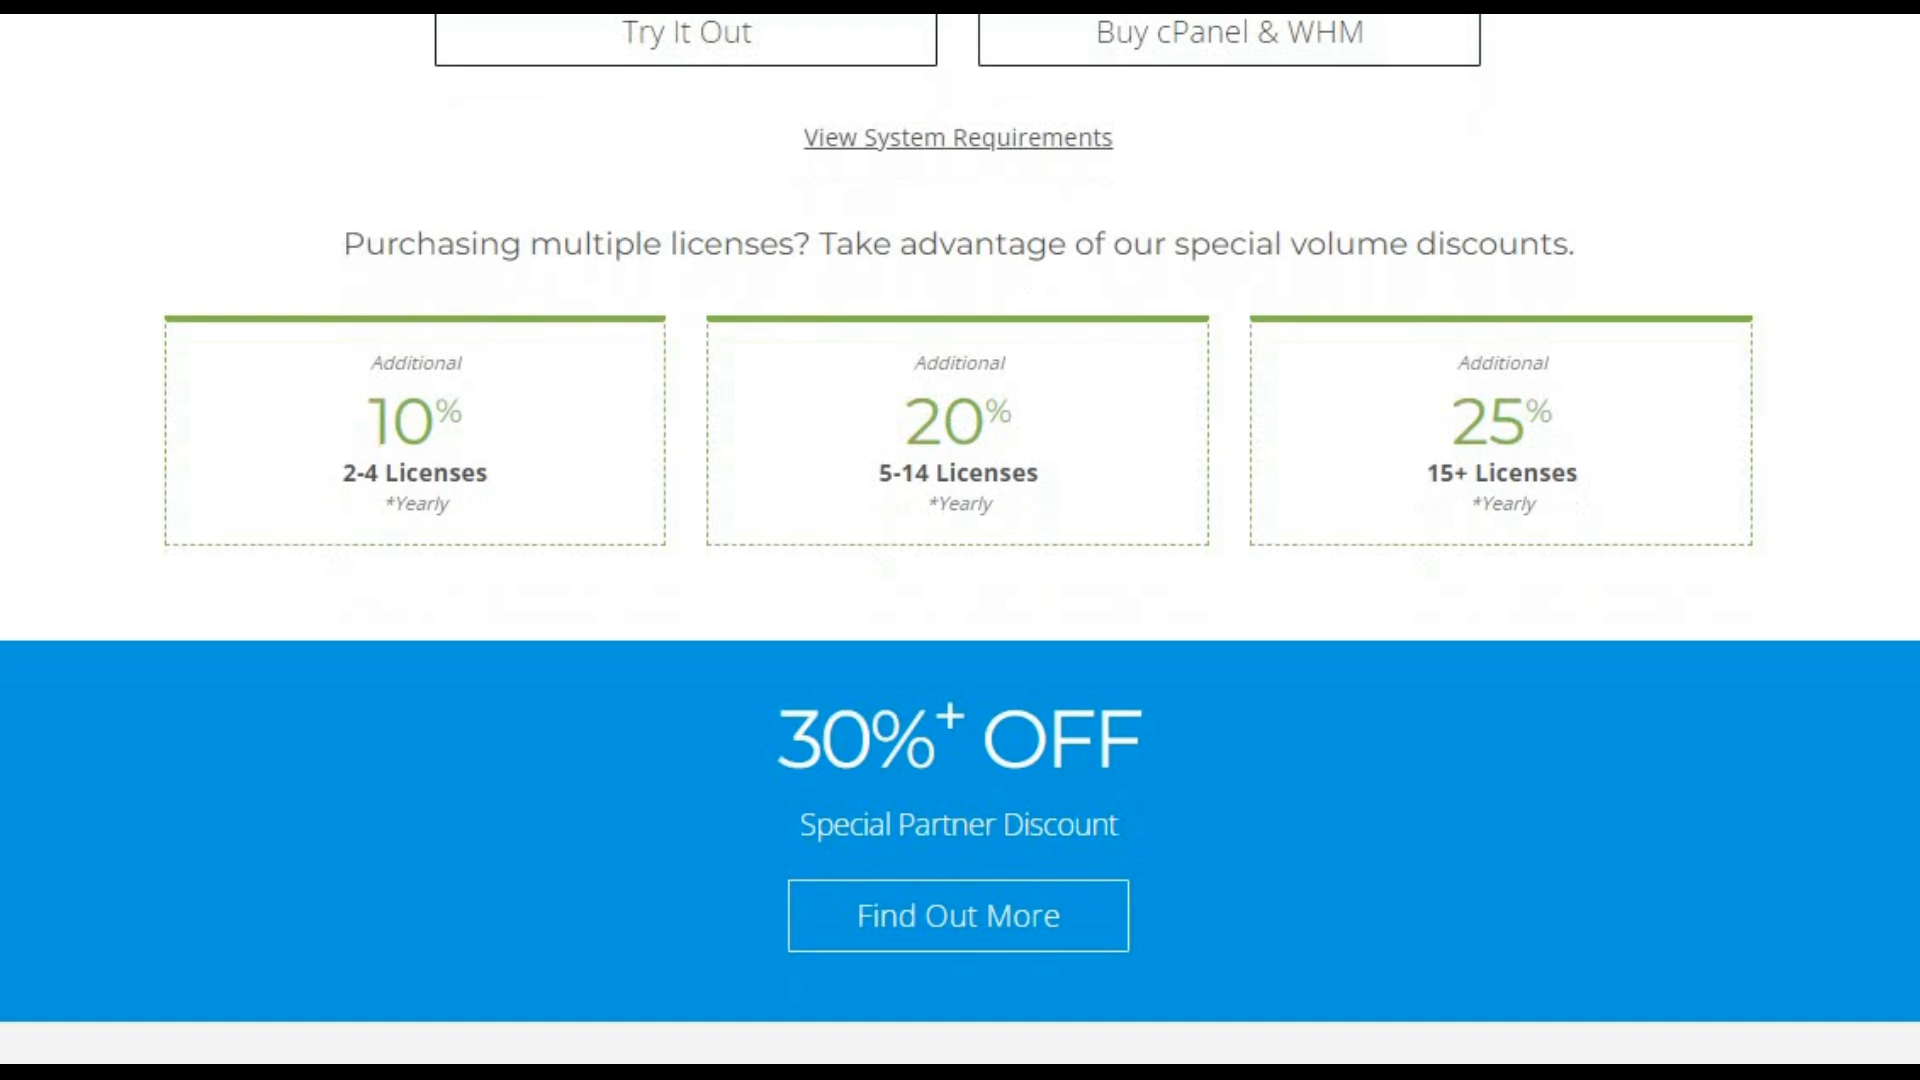 Try It Out
Buy cPanel & WHM
View System Requirements
Purchasing multiple licenses? Take advantage of our special volume discounts.
Additional
10%
2-4 Licenses
*Yearly
Additional
20%
5-14 Licenses
*Yearly
Additional
25%
15+ Licenses
*Yearly
30%+ OFF
Special Partner Discount
Find Out More